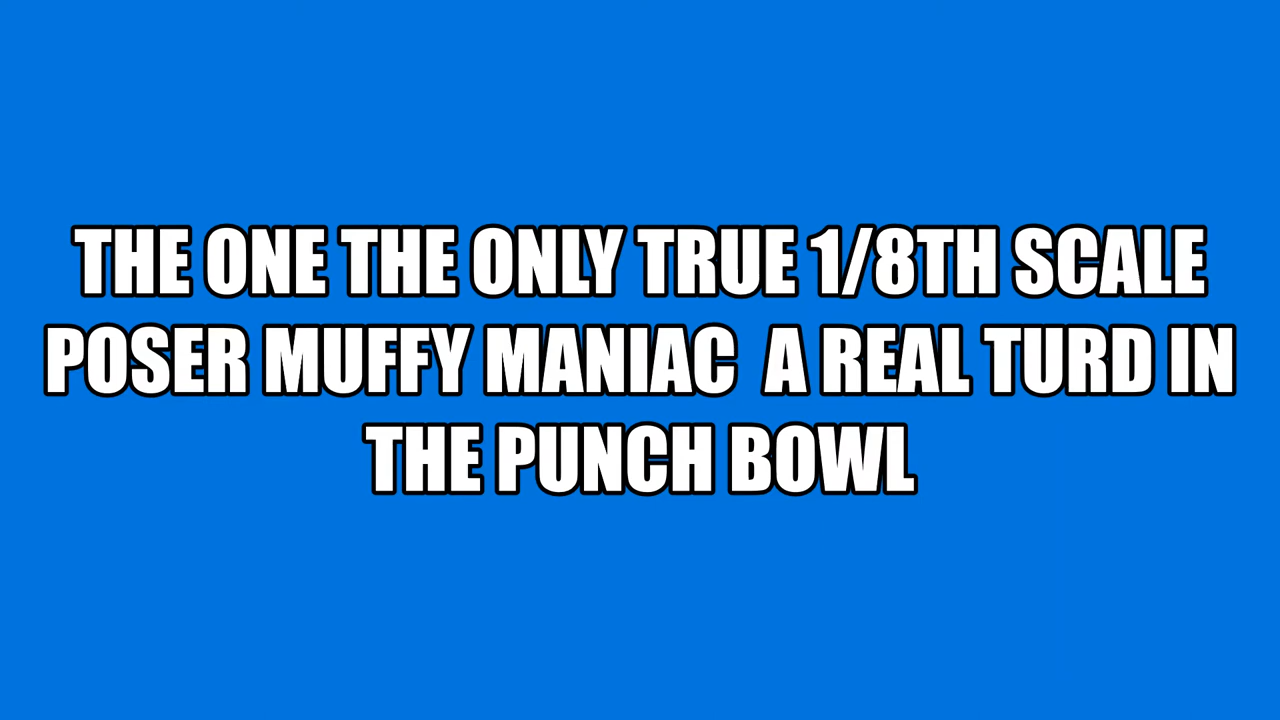 THE ONE THE ONLY TRUE 1/8TH SCALE
POSER MUFFY MANIAC  A REAL TURD IN
THE PUNCH BOWL